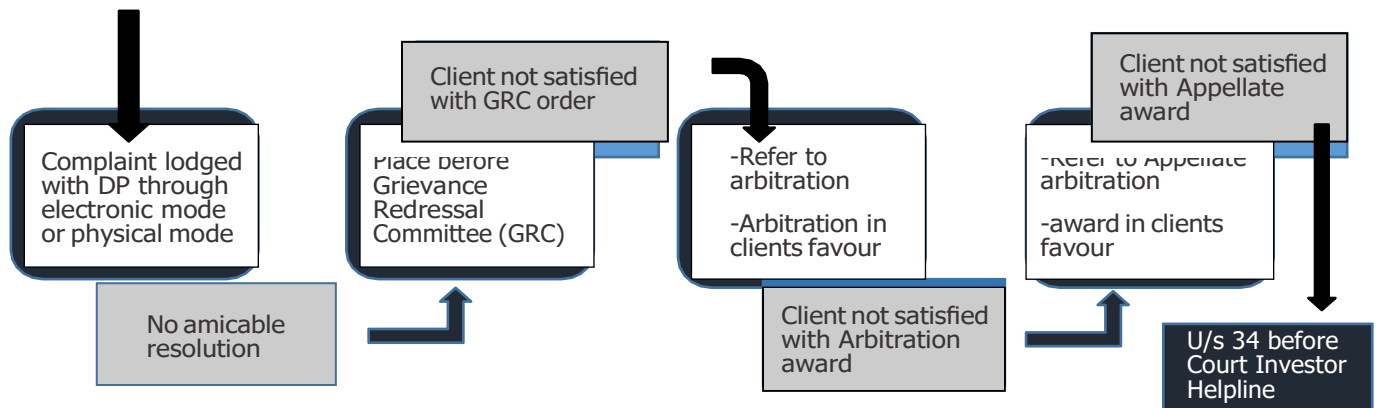 Complaint lodged
with DP through
electronic mode
or physical mode
No amicable
resolution
Place before
Grievance
Redressal
Committee (GRC)
Client not satisfied
with GRC order
-Refer to
arbitration
-Arbitration in
clients favour
Client not satisfied
with Arbitration
award
-Refer to Appellate
arbitration
-award in clients
favour
Client not satisfied
with Appellate
award
U/s 34 before
Court Investor
Helpline